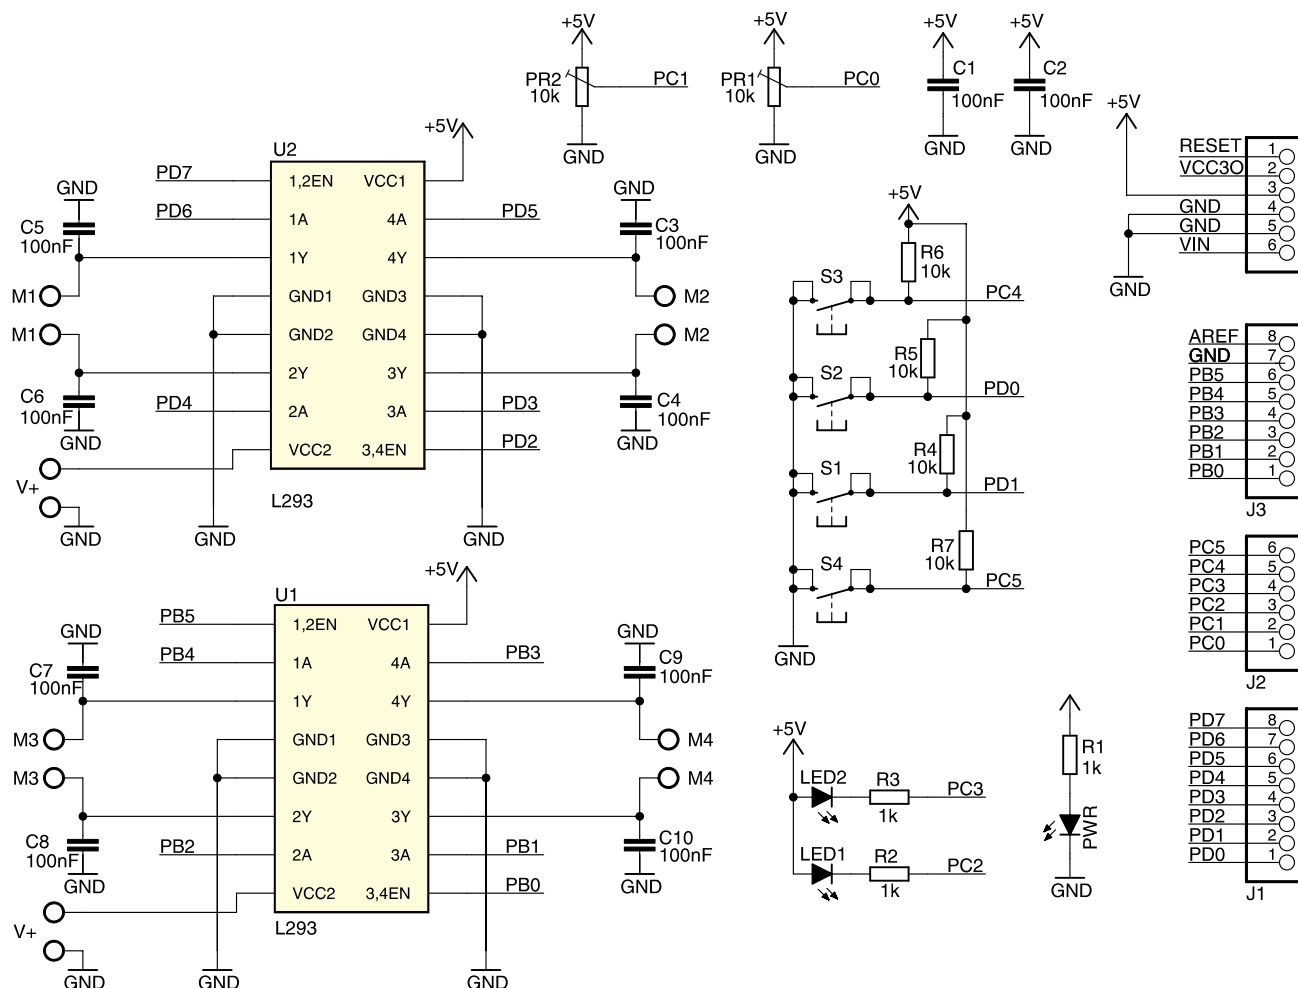 +5V
PR2
10k
PC1
GND
+5V
PR1
10k
PC0
GND
+5V
C1
100nF
GND
+5V
C2
100nF
GND
U2
+5V
PD7
1,2EN
VCC1
GND
PD6
1A
4A
PD5
GND
C5
100nF
1Y
4Y
C3
100nF
M1
GND1
GND3
M2
M1
GND2
GND4
M2
2Y
3Y
C6
100nF
GND
PD4
2A
3A
PD3
C4
100nF
GND
VCC2
3,4EN
PD2
V+
L293
GND
GND
GND
U1
+5V
PB5
1,2EN
VCC1
GND
PB4
1A
4A
PB3
GND
C7
100nF
1Y
4Y
C9
100nF
M3
GND1
GND3
M4
M3
GND2
GND4
M4
2Y
3Y
C8
100nF
GND
PB2
2A
3A
PB1
C10
100nF
GND
VCC2
3,4EN
PB0
V+
L293
GND
GND
GND
+5V
R6
10k
S3
PC4
R5
10k
S2
PD0
R4
10k
S1
PD1
R7
10k
S4
PC5
GND
+5V
LED2
R3
1k
PC3
LED1
R2
1k
PC2
R1
1k
PWR
GND
+5V
RESET 1
VCC3O 2
3
GND 4
GND 5
VIN 6
GND
AREF 8
GND 7
PB5 6
PB4 5
PB3 4
PB2 3
PB1 2
PB0 1
J3
PC5 6
PC4 5
PC3 4
PC2 3
PC1 2
PC0 1
J2
PD7 8
PD6 7
PD5 6
PD4 5
PD3 4
PD2 3
PD1 2
PD0 1
J1